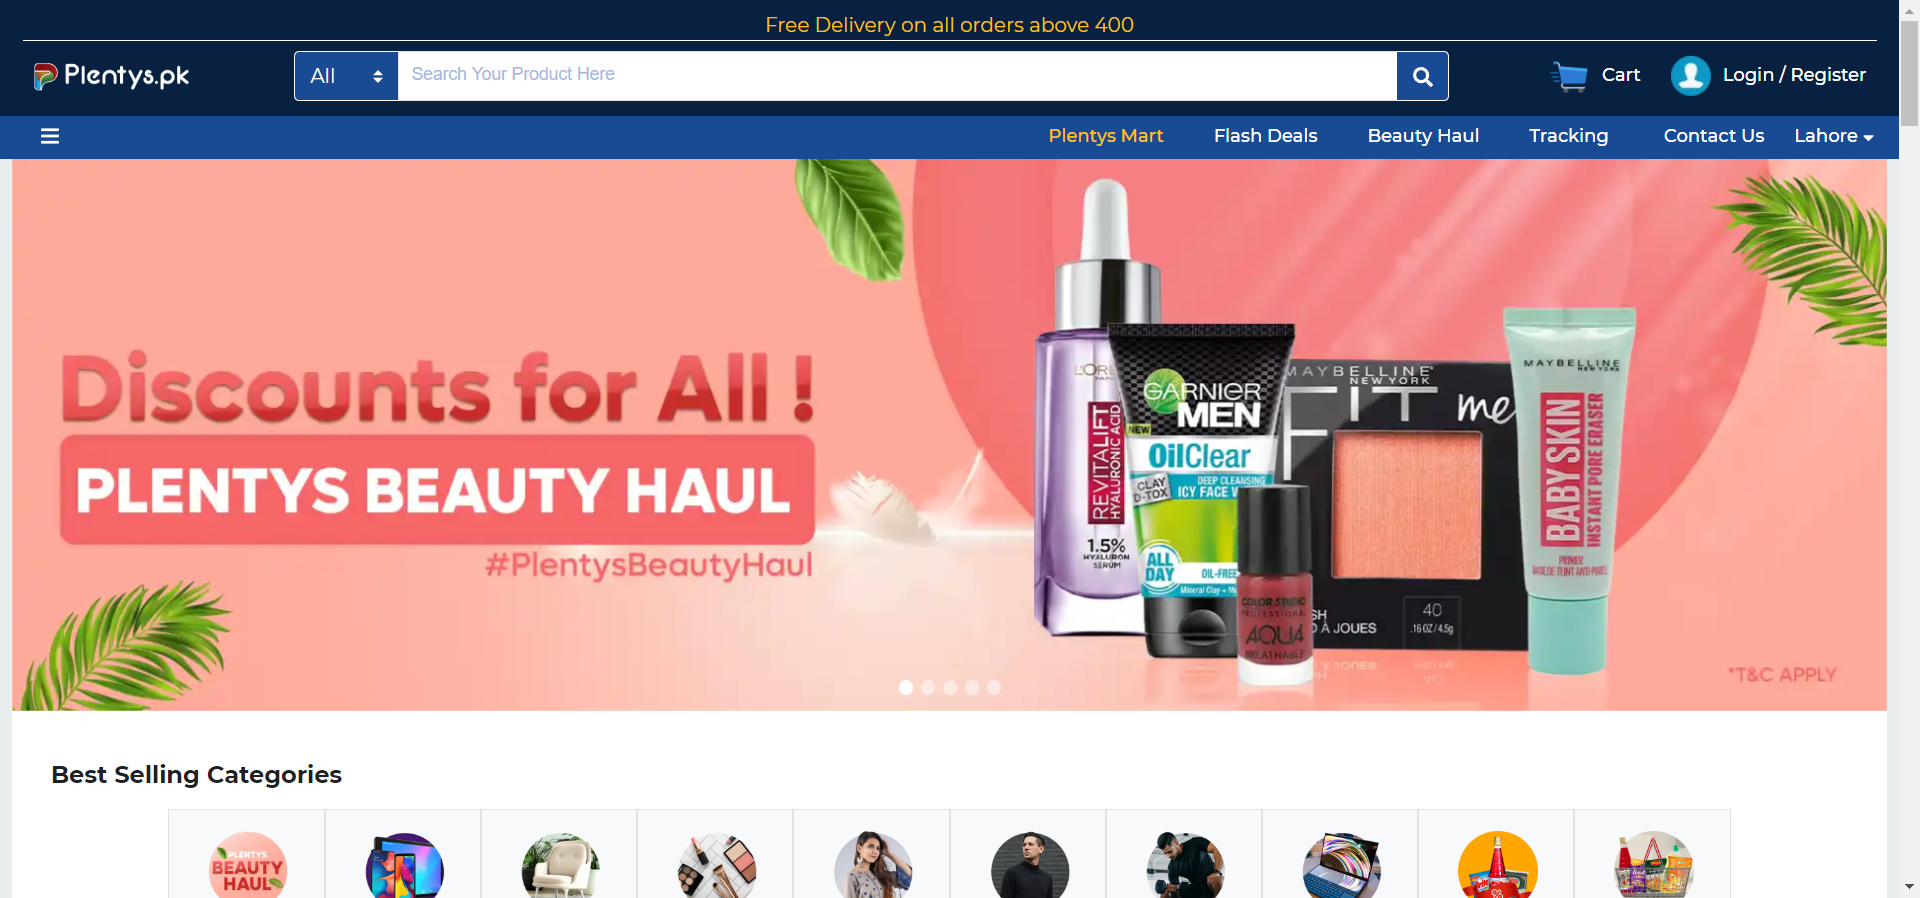 Free Delivery on all orders above 400
Plentys.pk
All
Search Your Product Here
Cart
Login / Register
Plentys Mart
Flash Deals
Beauty Haul
Tracking
Contact Us
Lahore
Discounts for All !
PLENTYS BEAUTY HAUL
#PlentysBeautyHaul
REVITALIFT
HYALURONIC ACID
1.5%
HYALURON
SERUM
GARNIER
MEN
NEW
OilClear
CLAY
D-TOX
DEEP CLEANSING
ICY FACE
ALL
DAY
OIL-FREE
Mineral Clay +
COLOR STUDIO
PROFESSIONAL
AQUA
BREATHABLE
MAYBELLINE
NEW YORK
FIT me
À JOUES
40
.16 OZ/4.5g
MAYBELLINE
NEW YORK
BABY SKIN
INSTANT PORE ERASER
PRIMER
*T&C APPLY
Best Selling Categories
PLENTYS
BEAUTY
HAUL